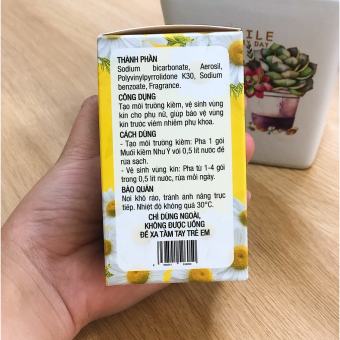 THÀNH PHẦN
Sodium bicarbonate, Aerosil,
Polyvinylpyrrolidone K30, Sodium
benzoate, Fragrance.
CÔNG DỤNG
Tạo môi trường kiềm, vệ sinh vùng
kín cho phụ nữ, giúp bảo vệ vùng
kín trước viêm nhiễm phụ khoa.
CÁCH DÙNG
- Tạo môi trường kiềm: Pha 1 gói
Muối kiềm Như Ý với 0,5 lít nước để
rửa sạch.
- Vệ sinh vùng kín: Pha từ 1-4 gói
trong 0,5 lít nước, rửa mỗi ngày.
BẢO QUẢN
Nơi khô ráo, tránh ánh nắng trực
tiếp. Nhiệt độ không quá 30°C.
CHỈ DÙNG NGOÀI,
KHÔNG ĐƯỢC UỐNG
ĐỂ XA TẦM TAY TRẺ EM
ILE
DAY